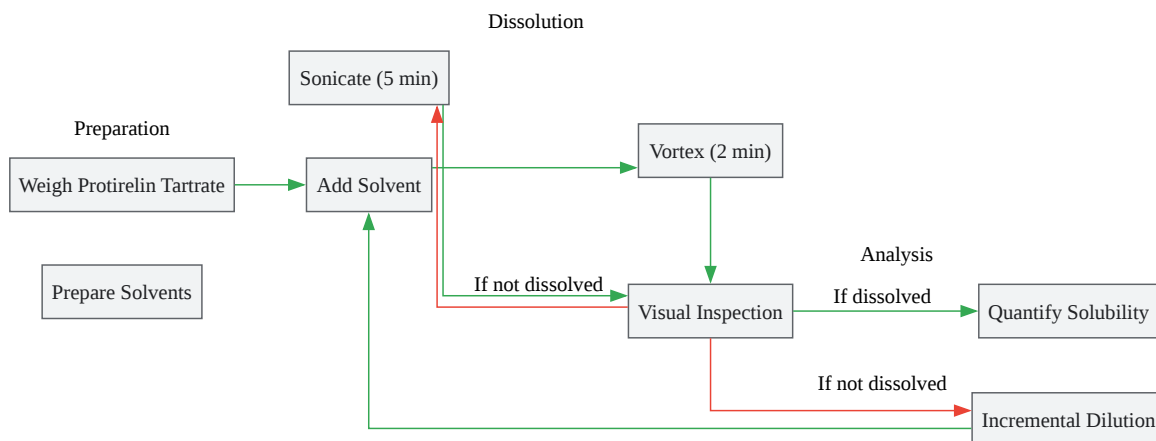 Dissolution
Sonicate (5 min)
Preparation
Vortex (2 min)
Weigh Protirelin Tartrate
Add Solvent
Analysis
Prepare Solvents
If not dissolved
If dissolved
Visual Inspection
Quantify Solubility
If not dissolved
Incremental Dilution